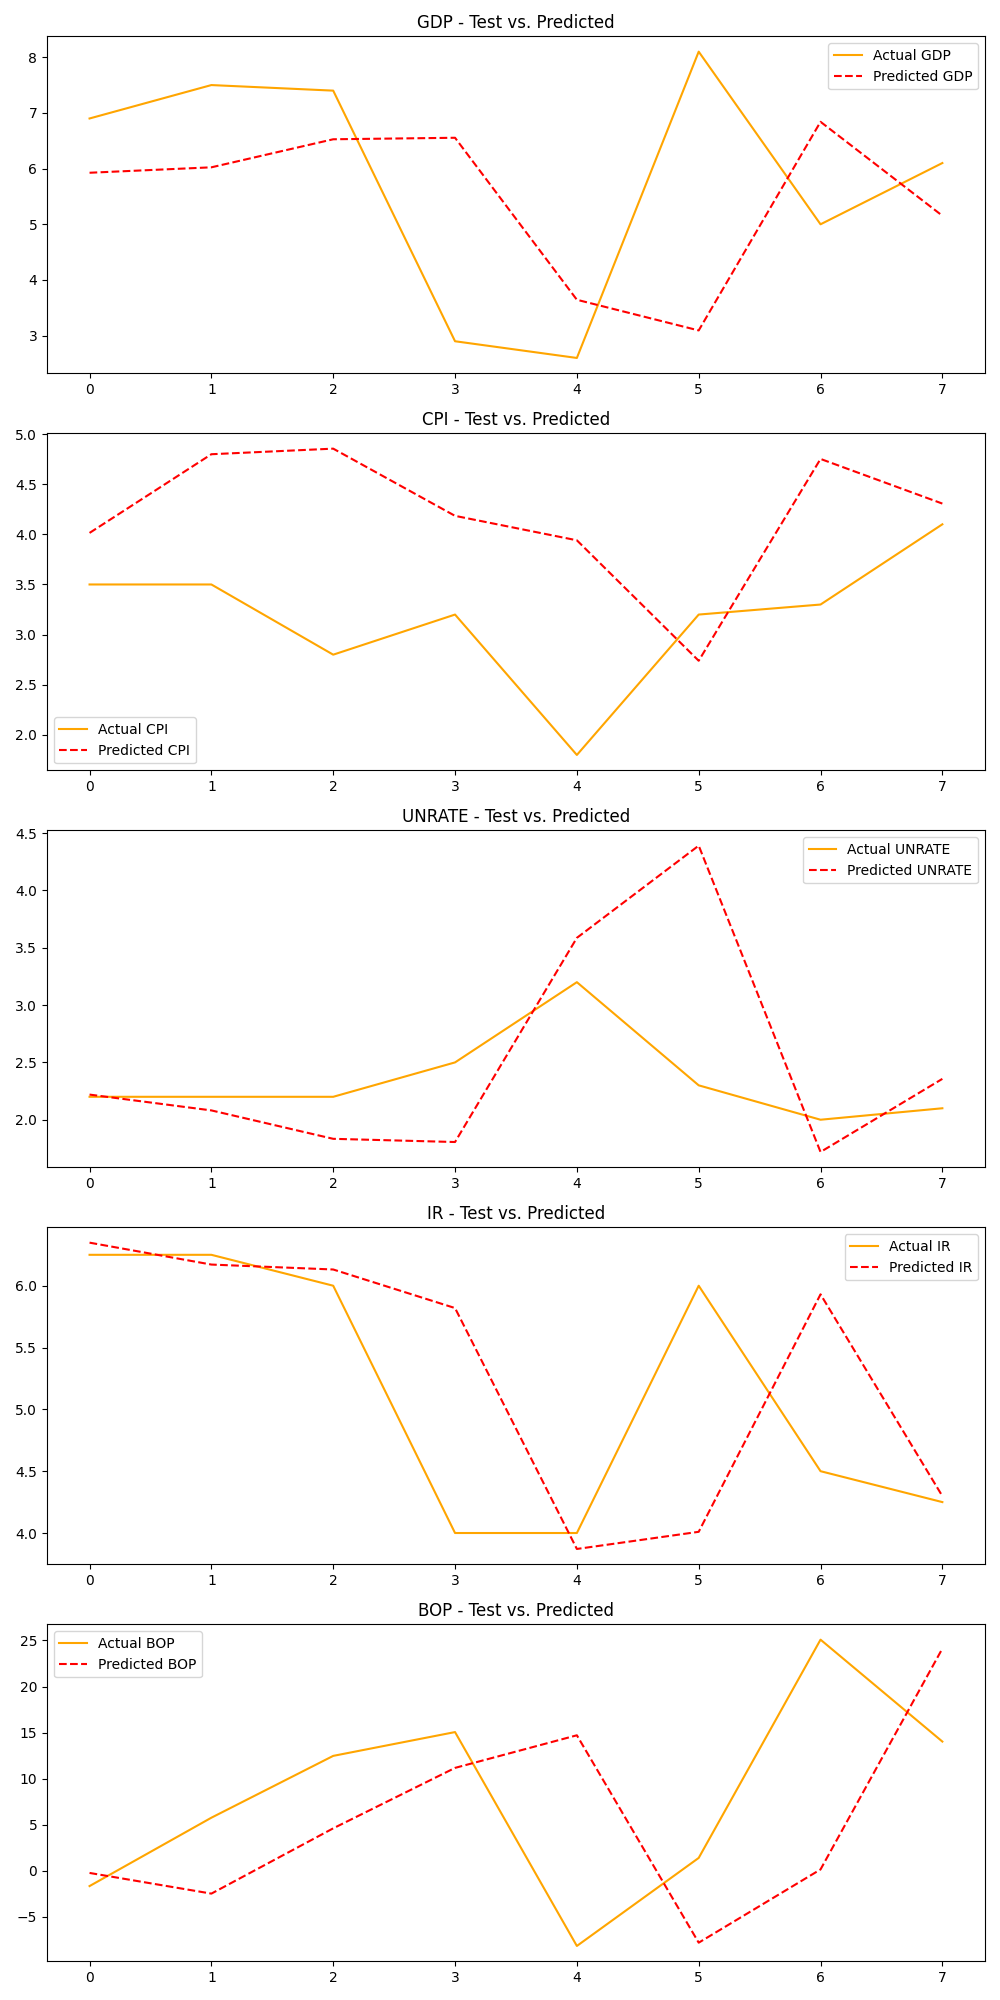 GDP - Test vs. Predicted
Actual GDP
Predicted GDP
8
7
6
5
4
3
0 1 2 3 4 5 6 7
CPI - Test vs. Predicted
5.0
4.5
4.0
3.5
3.0
2.5
2.0
Actual CPI
Predicted CPI
0 1 2 3 4 5 6 7
UNRATE - Test vs. Predicted
Actual UNRATE
Predicted UNRATE
4.5
4.0
3.5
3.0
2.5
2.0
0 1 2 3 4 5 6 7
IR - Test vs. Predicted
Actual IR
Predicted IR
6.0
5.5
5.0
4.5
4.0
0 1 2 3 4 5 6 7
BOP - Test vs. Predicted
Actual BOP
Predicted BOP
25
20
15
10
5
0
−5
0 1 2 3 4 5 6 7